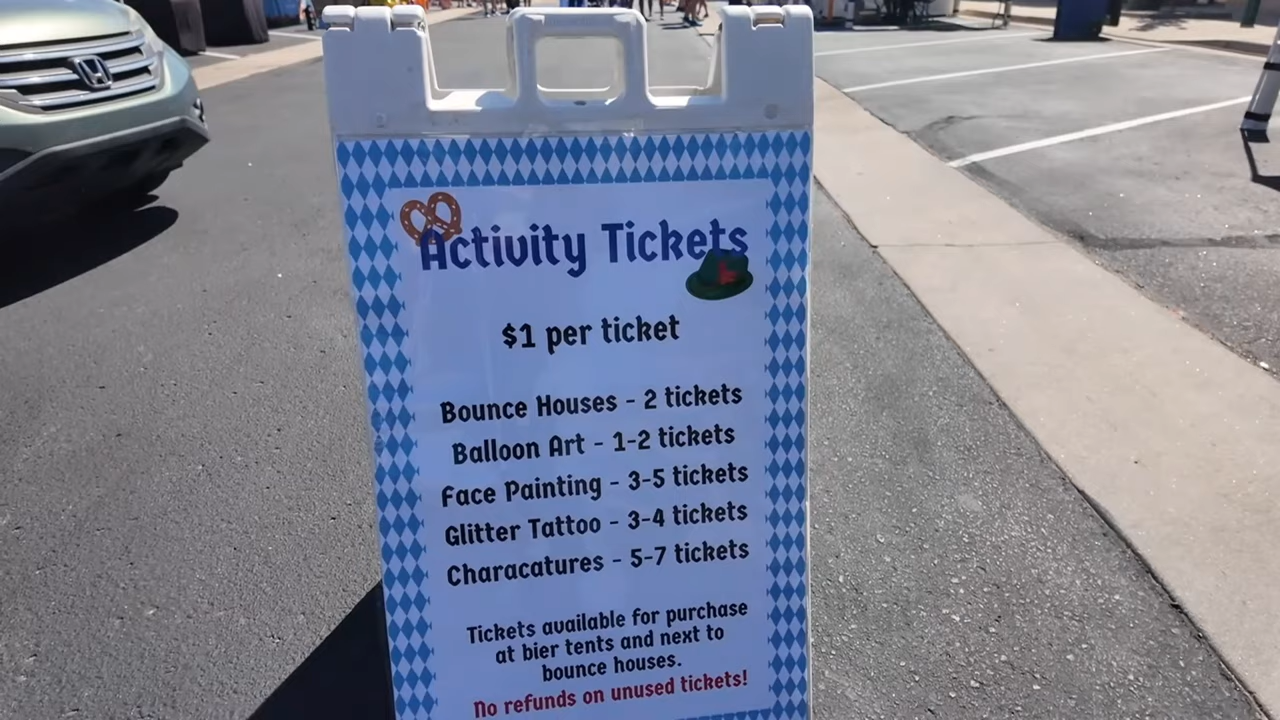 Activity Tickets
$1 per ticket
Bounce Houses - 2 tickets
Balloon Art - 1-2 tickets
Face Painting - 3-5 tickets
Glitter Tattoo - 3-4 tickets
Characatures - 5-7 tickets
Tickets available for purchase
at bier tents and next to
bounce houses.
No refunds on unused tickets!